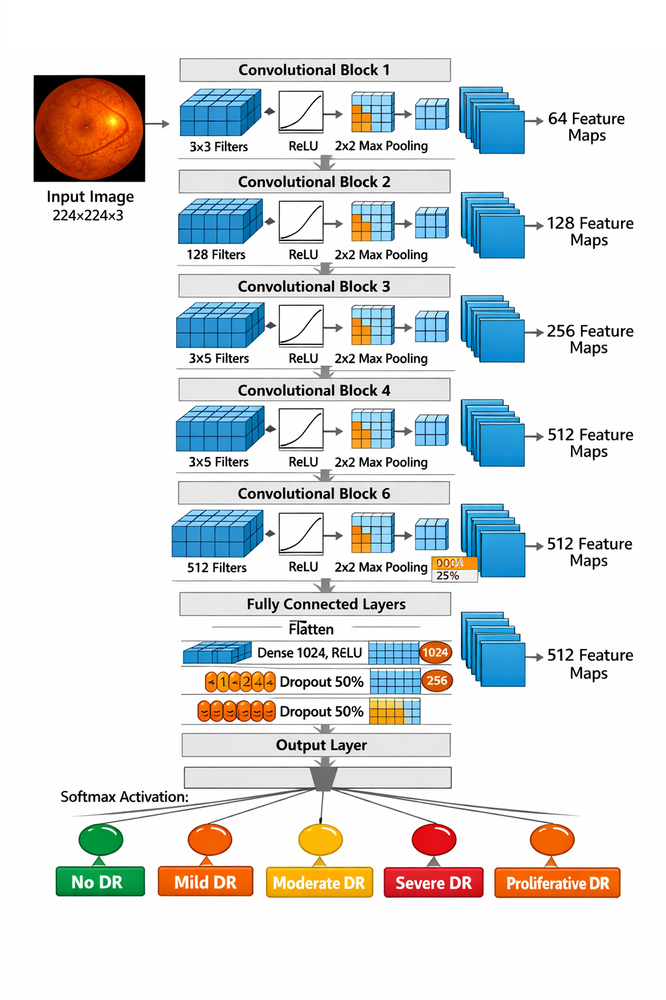 Convolutional Block 1
3x3 Filters
ReLU
2x2 Max Pooling
64 Feature
Maps
Input Image
224×224×3
Convolutional Block 2
128 Filters
ReLU
2x2 Max Pooling
128 Feature
Maps
Convolutional Block 3
3x5 Filters
ReLU
2x2 Max Pooling
256 Feature
Maps
Convolutional Block 4
3x5 Filters
ReLU
2x2 Max Pooling
512 Feature
Maps
Convolutional Block 6
512 Filters
ReLU
2x2 Max Pooling
25%
512 Feature
Maps
Fully Connected Layers
Flatten
Dense 1024, RELU
1024
Dropout 50%
256
Dropout 50%
512 Feature
Maps
Output Layer
Softmax Activation:
No DR
Mild DR
Moderate DR
Severe DR
Proliferative DR